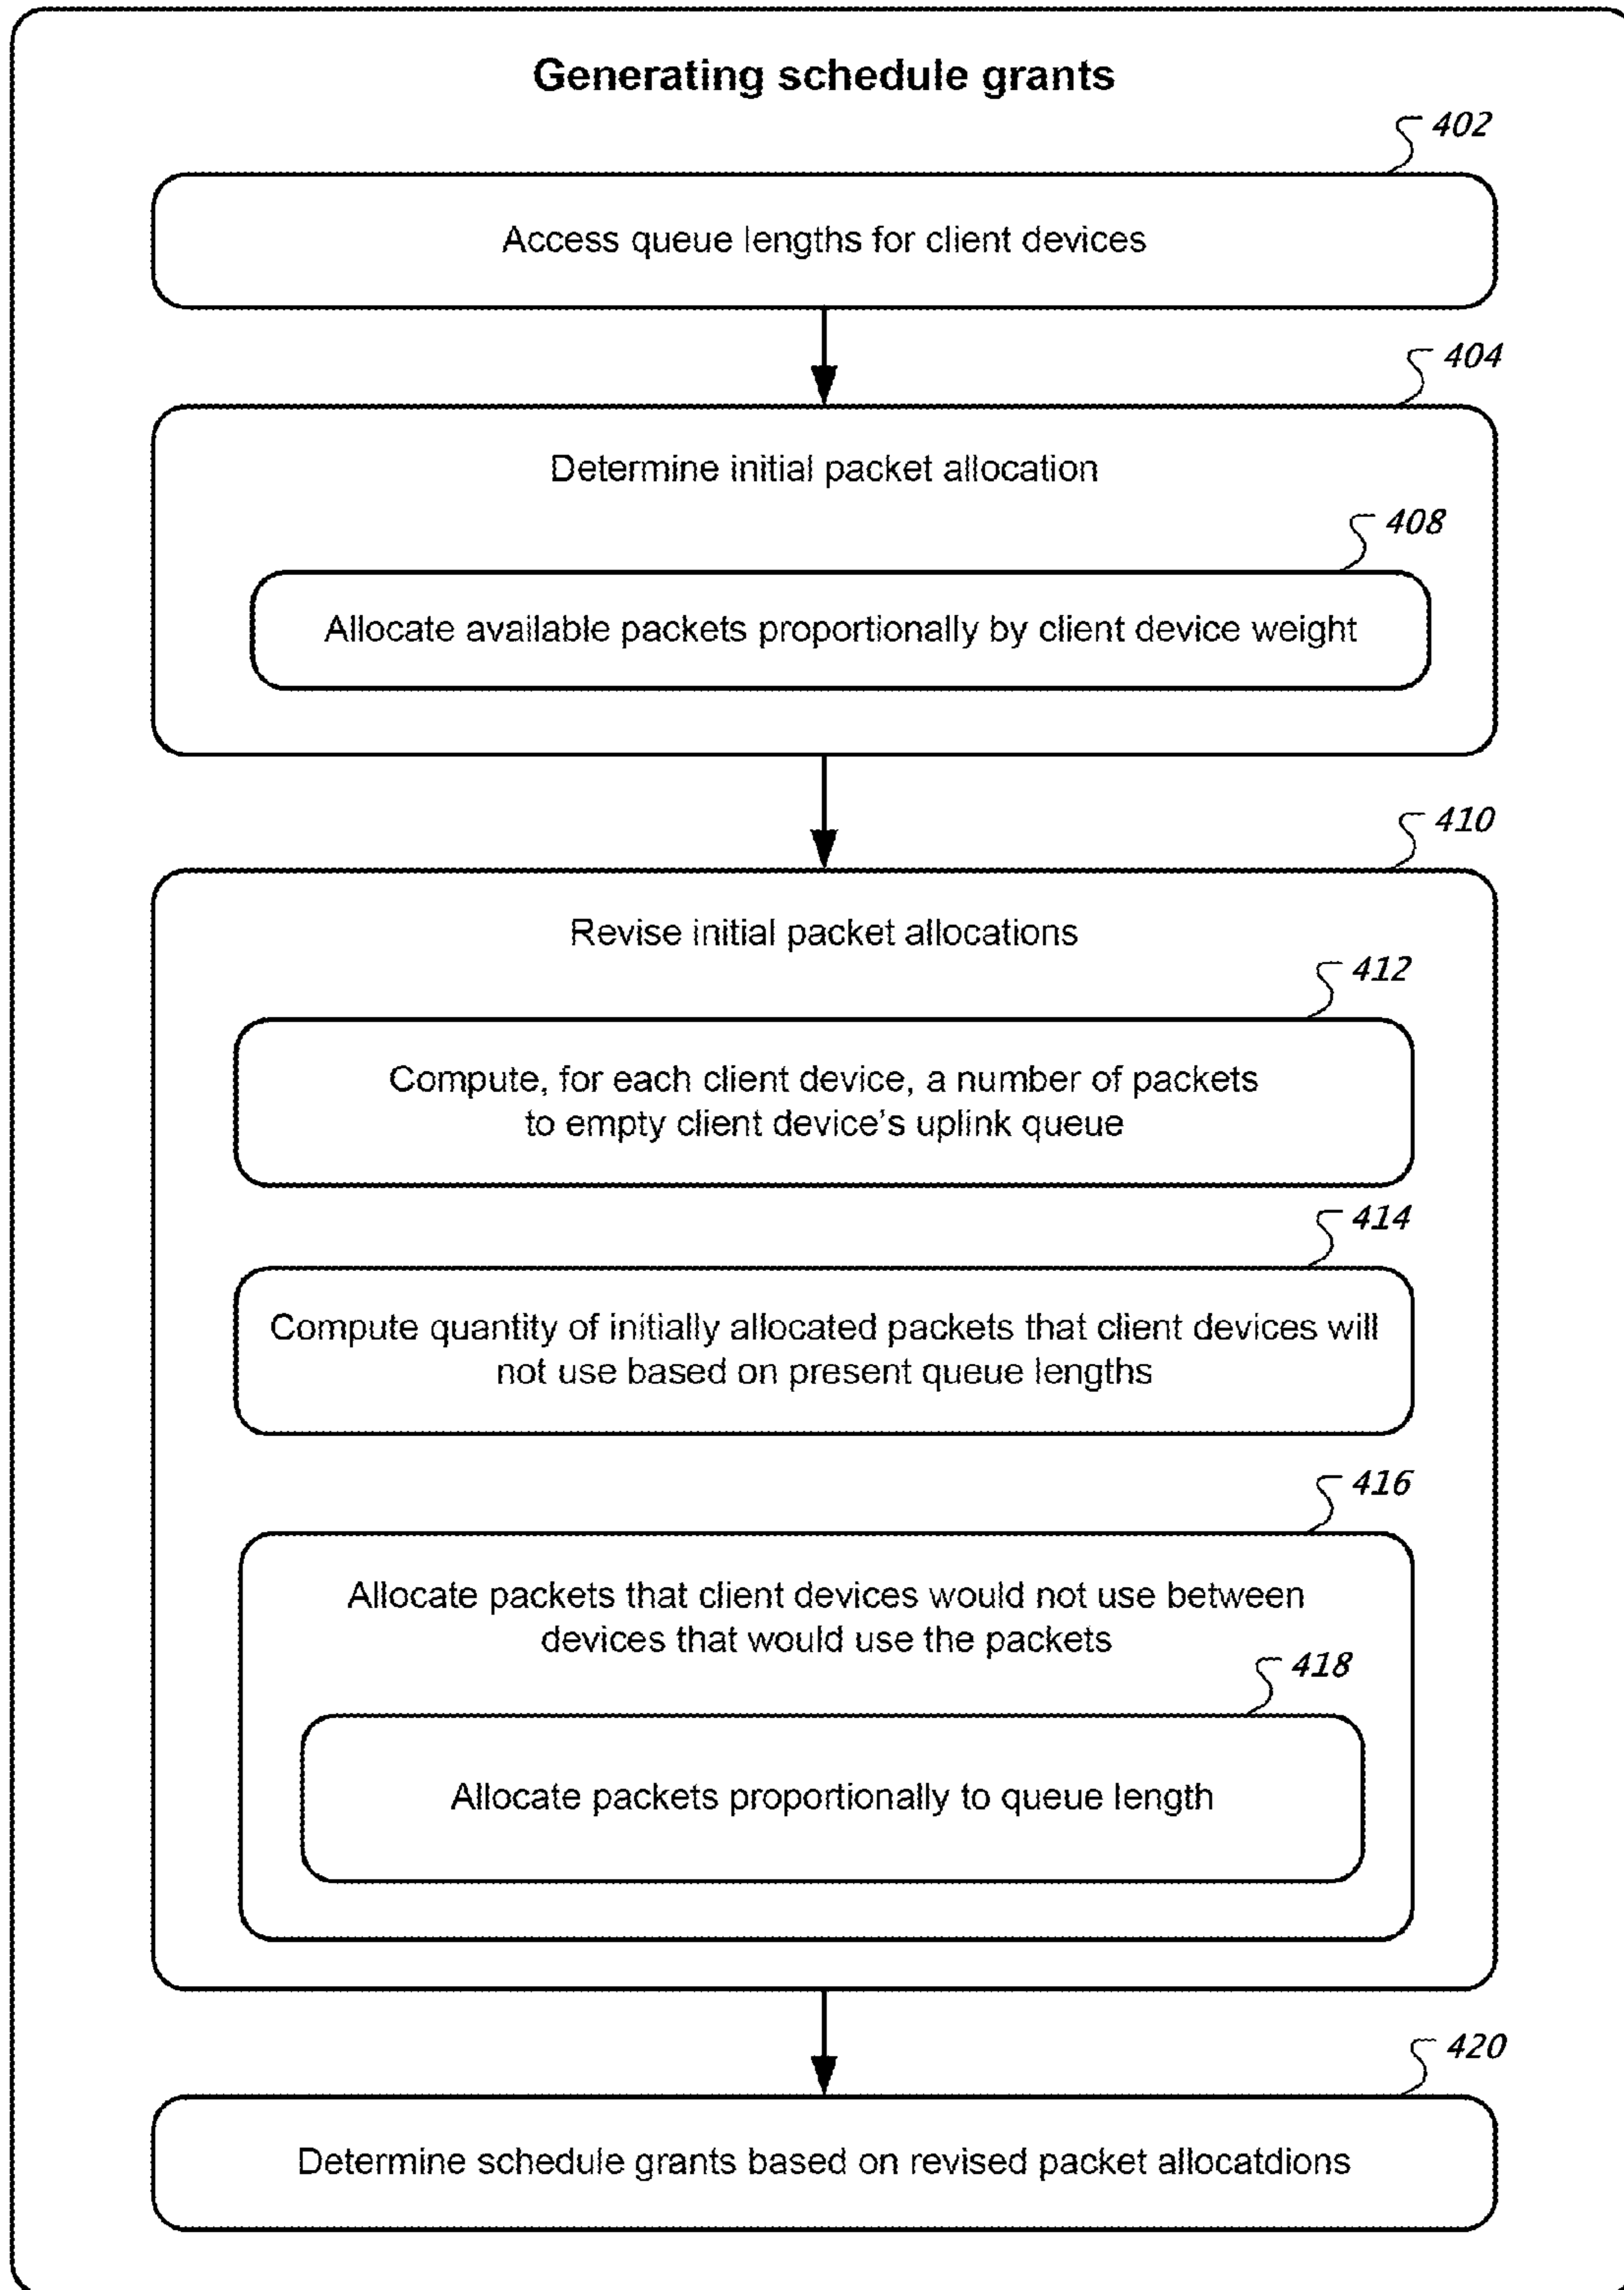 Generating schedule grants
402
Access queue lengths for client devices
404
Determine initial packet allocation
408
Allocate available packets proportionally by client device weight
410
Revise initial packet allocations
412
Compute, for each client device, a number of packets
to empty client device's uplink queue
414
Compute quantity of initially allocated packets that client devices will
not use based on present queue lengths
416
Allocate packets that client devices would not use between
devices that would use the packets
418
Allocate packets proportionally to queue length
420
Determine schedule grants based on revised packet allocatdions